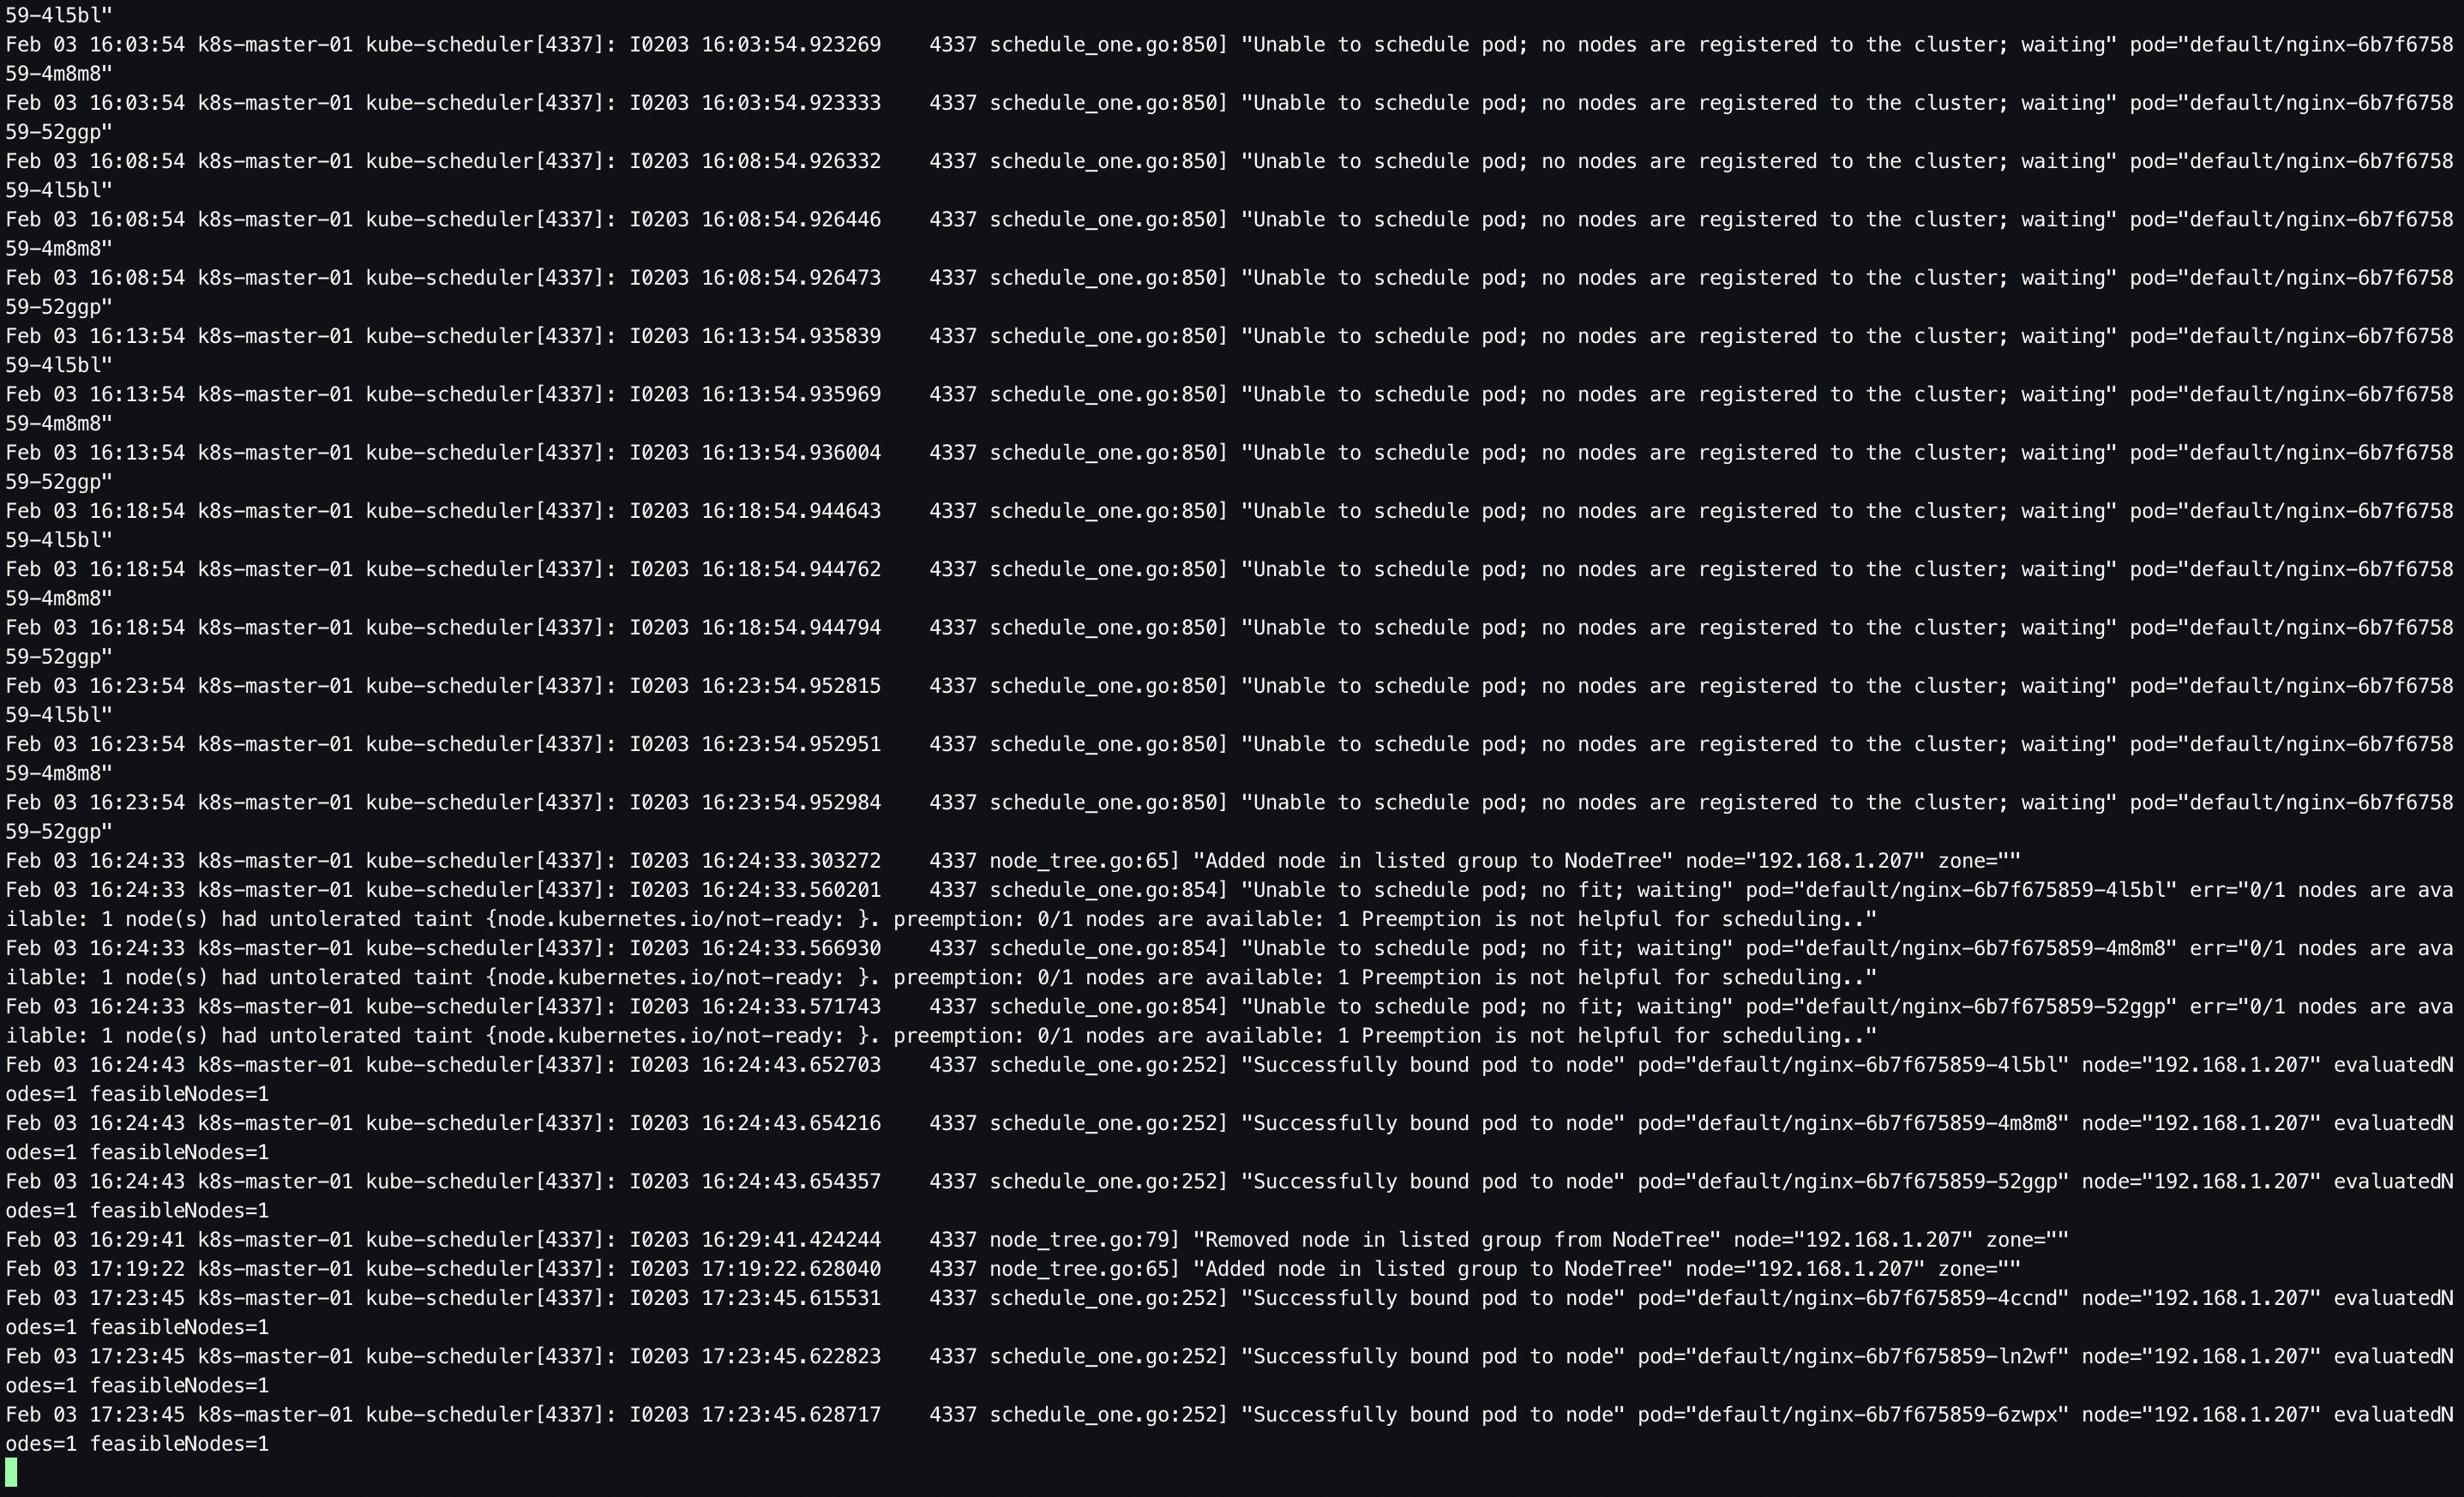 59-4l5bl"
Feb 03 16:03:54 k8s-master-01 kube-scheduler[4337]: I0203 16:03:54.923269    4337 schedule_one.go:850] "Unable to schedule pod; no nodes are registered to the cluster; waiting" pod="default/nginx-6b7f6758
59-4m8m8"
Feb 03 16:03:54 k8s-master-01 kube-scheduler[4337]: I0203 16:03:54.923333    4337 schedule_one.go:850] "Unable to schedule pod; no nodes are registered to the cluster; waiting" pod="default/nginx-6b7f6758
59-52ggp"
Feb 03 16:08:54 k8s-master-01 kube-scheduler[4337]: I0203 16:08:54.926332    4337 schedule_one.go:850] "Unable to schedule pod; no nodes are registered to the cluster; waiting" pod="default/nginx-6b7f6758
59-4l5bl"
Feb 03 16:08:54 k8s-master-01 kube-scheduler[4337]: I0203 16:08:54.926446    4337 schedule_one.go:850] "Unable to schedule pod; no nodes are registered to the cluster; waiting" pod="default/nginx-6b7f6758
59-4m8m8"
Feb 03 16:08:54 k8s-master-01 kube-scheduler[4337]: I0203 16:08:54.926473    4337 schedule_one.go:850] "Unable to schedule pod; no nodes are registered to the cluster; waiting" pod="default/nginx-6b7f6758
59-52ggp"
Feb 03 16:13:54 k8s-master-01 kube-scheduler[4337]: I0203 16:13:54.935839    4337 schedule_one.go:850] "Unable to schedule pod; no nodes are registered to the cluster; waiting" pod="default/nginx-6b7f6758
59-4l5bl"
Feb 03 16:13:54 k8s-master-01 kube-scheduler[4337]: I0203 16:13:54.935969    4337 schedule_one.go:850] "Unable to schedule pod; no nodes are registered to the cluster; waiting" pod="default/nginx-6b7f6758
59-4m8m8"
Feb 03 16:13:54 k8s-master-01 kube-scheduler[4337]: I0203 16:13:54.936004    4337 schedule_one.go:850] "Unable to schedule pod; no nodes are registered to the cluster; waiting" pod="default/nginx-6b7f6758
59-52ggp"
Feb 03 16:18:54 k8s-master-01 kube-scheduler[4337]: I0203 16:18:54.944643    4337 schedule_one.go:850] "Unable to schedule pod; no nodes are registered to the cluster; waiting" pod="default/nginx-6b7f6758
59-4l5bl"
Feb 03 16:18:54 k8s-master-01 kube-scheduler[4337]: I0203 16:18:54.944762    4337 schedule_one.go:850] "Unable to schedule pod; no nodes are registered to the cluster; waiting" pod="default/nginx-6b7f6758
59-4m8m8"
Feb 03 16:18:54 k8s-master-01 kube-scheduler[4337]: I0203 16:18:54.944794    4337 schedule_one.go:850] "Unable to schedule pod; no nodes are registered to the cluster; waiting" pod="default/nginx-6b7f6758
59-52ggp"
Feb 03 16:23:54 k8s-master-01 kube-scheduler[4337]: I0203 16:23:54.952815    4337 schedule_one.go:850] "Unable to schedule pod; no nodes are registered to the cluster; waiting" pod="default/nginx-6b7f6758
59-4l5bl"
Feb 03 16:23:54 k8s-master-01 kube-scheduler[4337]: I0203 16:23:54.952951    4337 schedule_one.go:850] "Unable to schedule pod; no nodes are registered to the cluster; waiting" pod="default/nginx-6b7f6758
59-4m8m8"
Feb 03 16:23:54 k8s-master-01 kube-scheduler[4337]: I0203 16:23:54.952984    4337 schedule_one.go:850] "Unable to schedule pod; no nodes are registered to the cluster; waiting" pod="default/nginx-6b7f6758
59-52ggp"
Feb 03 16:24:33 k8s-master-01 kube-scheduler[4337]: I0203 16:24:33.303272    4337 node_tree.go:65] "Added node in listed group to NodeTree" node="192.168.1.207" zone=""
Feb 03 16:24:33 k8s-master-01 kube-scheduler[4337]: I0203 16:24:33.560201    4337 schedule_one.go:854] "Unable to schedule pod; no fit; waiting" pod="default/nginx-6b7f675859-4l5bl" err="0/1 nodes are ava
ilable: 1 node(s) had untolerated taint {node.kubernetes.io/not-ready: }. preemption: 0/1 nodes are available: 1 Preemption is not helpful for scheduling.."
Feb 03 16:24:33 k8s-master-01 kube-scheduler[4337]: I0203 16:24:33.566930    4337 schedule_one.go:854] "Unable to schedule pod; no fit; waiting" pod="default/nginx-6b7f675859-4m8m8" err="0/1 nodes are ava
ilable: 1 node(s) had untolerated taint {node.kubernetes.io/not-ready: }. preemption: 0/1 nodes are available: 1 Preemption is not helpful for scheduling.."
Feb 03 16:24:33 k8s-master-01 kube-scheduler[4337]: I0203 16:24:33.571743    4337 schedule_one.go:854] "Unable to schedule pod; no fit; waiting" pod="default/nginx-6b7f675859-52ggp" err="0/1 nodes are ava
ilable: 1 node(s) had untolerated taint {node.kubernetes.io/not-ready: }. preemption: 0/1 nodes are available: 1 Preemption is not helpful for scheduling.."
Feb 03 16:24:43 k8s-master-01 kube-scheduler[4337]: I0203 16:24:43.652703    4337 schedule_one.go:252] "Successfully bound pod to node" pod="default/nginx-6b7f675859-4l5bl" node="192.168.1.207" evaluatedN
odes=1 feasibleNodes=1
Feb 03 16:24:43 k8s-master-01 kube-scheduler[4337]: I0203 16:24:43.654216    4337 schedule_one.go:252] "Successfully bound pod to node" pod="default/nginx-6b7f675859-4m8m8" node="192.168.1.207" evaluatedN
odes=1 feasibleNodes=1
Feb 03 16:24:43 k8s-master-01 kube-scheduler[4337]: I0203 16:24:43.654357    4337 schedule_one.go:252] "Successfully bound pod to node" pod="default/nginx-6b7f675859-52ggp" node="192.168.1.207" evaluatedN
odes=1 feasibleNodes=1
Feb 03 16:29:41 k8s-master-01 kube-scheduler[4337]: I0203 16:29:41.424244    4337 node_tree.go:79] "Removed node in listed group from NodeTree" node="192.168.1.207" zone=""
Feb 03 17:19:22 k8s-master-01 kube-scheduler[4337]: I0203 17:19:22.628040    4337 node_tree.go:65] "Added node in listed group to NodeTree" node="192.168.1.207" zone=""
Feb 03 17:23:45 k8s-master-01 kube-scheduler[4337]: I0203 17:23:45.615531    4337 schedule_one.go:252] "Successfully bound pod to node" pod="default/nginx-6b7f675859-4ccnd" node="192.168.1.207" evaluatedN
odes=1 feasibleNodes=1
Feb 03 17:23:45 k8s-master-01 kube-scheduler[4337]: I0203 17:23:45.622823    4337 schedule_one.go:252] "Successfully bound pod to node" pod="default/nginx-6b7f675859-ln2wf" node="192.168.1.207" evaluatedN
odes=1 feasibleNodes=1
Feb 03 17:23:45 k8s-master-01 kube-scheduler[4337]: I0203 17:23:45.628717    4337 schedule_one.go:252] "Successfully bound pod to node" pod="default/nginx-6b7f675859-6zwpx" node="192.168.1.207" evaluatedN
odes=1 feasibleNodes=1